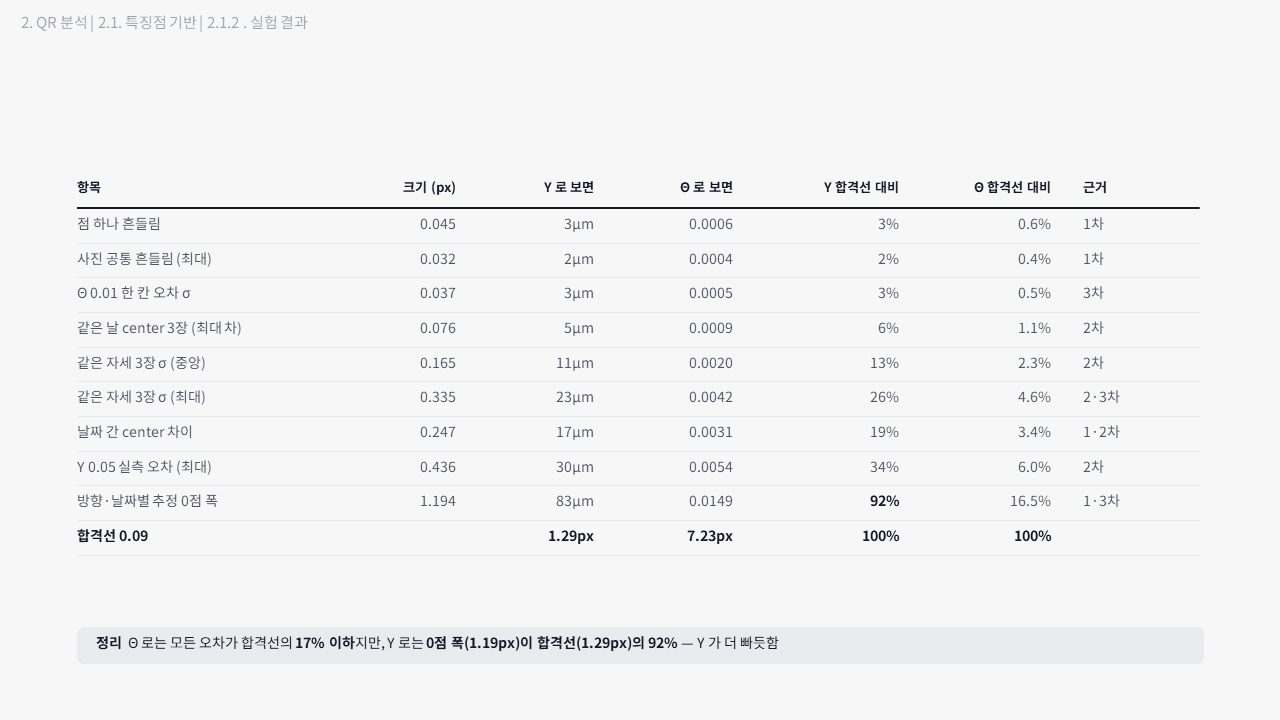 2. QR 분석 | 2.1. 특징점 기반 | 2.1.2 . 실험 결과
항목 크기 (px) Y 로 보면 Θ 로 보면 Y 합격선 대비 Θ 합격선 대비 근거
점 하나 흔들림 0.045 3µm 0.0006 3% 0.6% 1차
사진 공통 흔들림 (최대) 0.032 2µm 0.0004 2% 0.4% 1차
Θ 0.01 한 칸 오차 σ 0.037 3µm 0.0005 3% 0.5% 3차
같은 날 center 3장 (최대 차) 0.076 5µm 0.0009 6% 1.1% 2차
같은 자세 3장 σ (중앙) 0.165 11µm 0.0020 13% 2.3% 2차
같은 자세 3장 σ (최대) 0.335 23µm 0.0042 26% 4.6% 2·3차
날짜 간 center 차이 0.247 17µm 0.0031 19% 3.4% 1·2차
Y 0.05 실측 오차 (최대) 0.436 30µm 0.0054 34% 6.0% 2차
방향·날짜별 추정 0점 폭 1.194 83µm 0.0149 92% 16.5% 1·3차
합격선 0.09 1.29px 7.23px 100% 100%
정리 Θ 로는 모든 오차가 합격선의 17% 이하지만, Y 로는 0점 폭(1.19px)이 합격선(1.29px)의 92% — Y 가 더 빠듯함